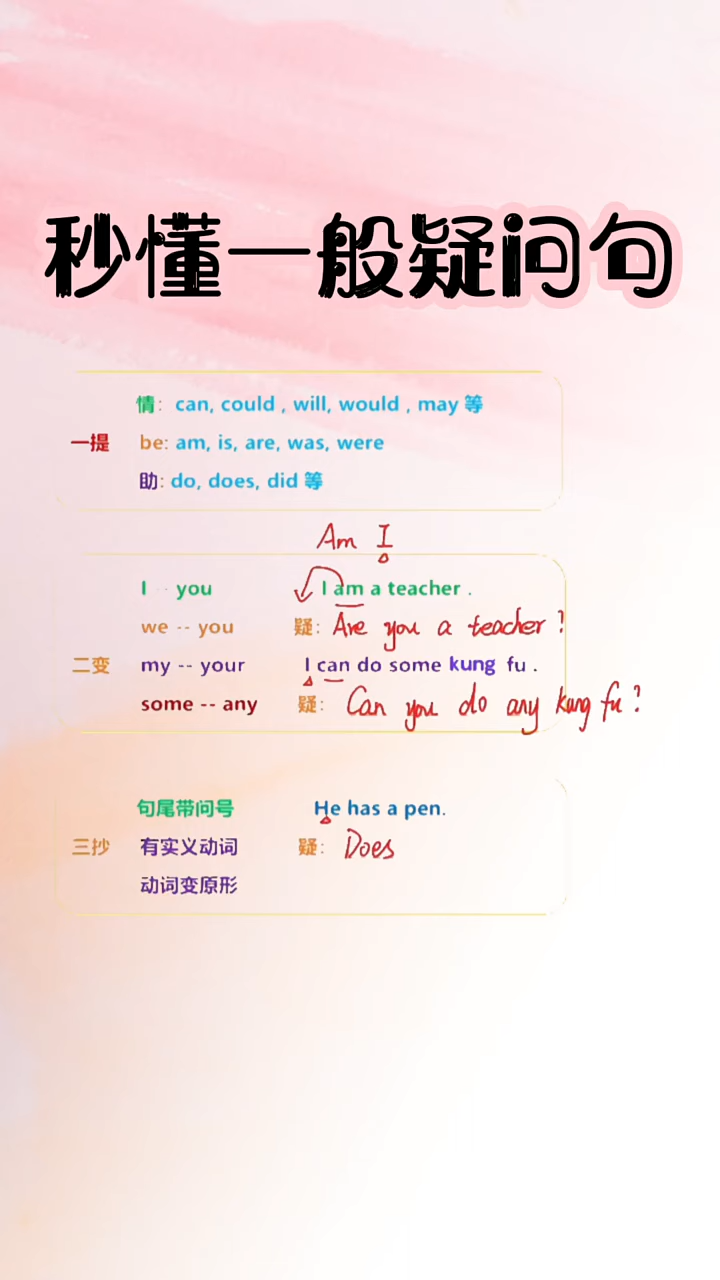 秒懂一般疑问句
情: can, could , will, would , may 等
一提 be: am, is, are, was, were
助: do, does, did 等
Am I
I -- you I am a teacher .
we -- you 疑: Are you a teacher ?
二变 my -- your I can do some kung fu .
some -- any 疑: Can you do any kung fu ?
句尾带问号 He has a pen.
三抄 有实义动词 疑: Does
动词变原形